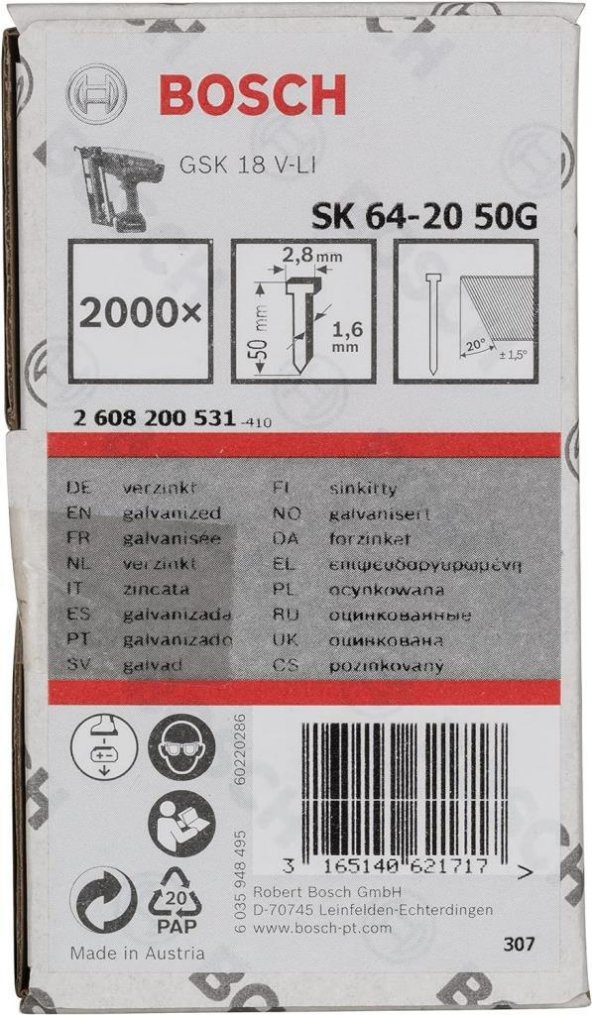 BOSCH
GSK 18 V-LI
SK 64-20 50G
2000×
2,8 mm
50 mm
1,6 mm
20°
±1,5°
2 608 200 531 -410
DE verzinkt
EN galvanized
FR galvanisée
NL verzinkt
IT zincata
ES galvanizada
PT galvanizado
SV galvad
FI sinkitty
NO galvanisert
DA forzinket
EL επιψευδαργυρωμένη
PL ocynkowana
RU оцинкованные
UK оцинкована
CS pozinkovaný
60220286
6 035 948 495
3 165140 621717 >
20
PAP
Robert Bosch GmbH
D-70745 Leinfelden-Echterdingen
www.bosch-pt.com
Made in Austria
307